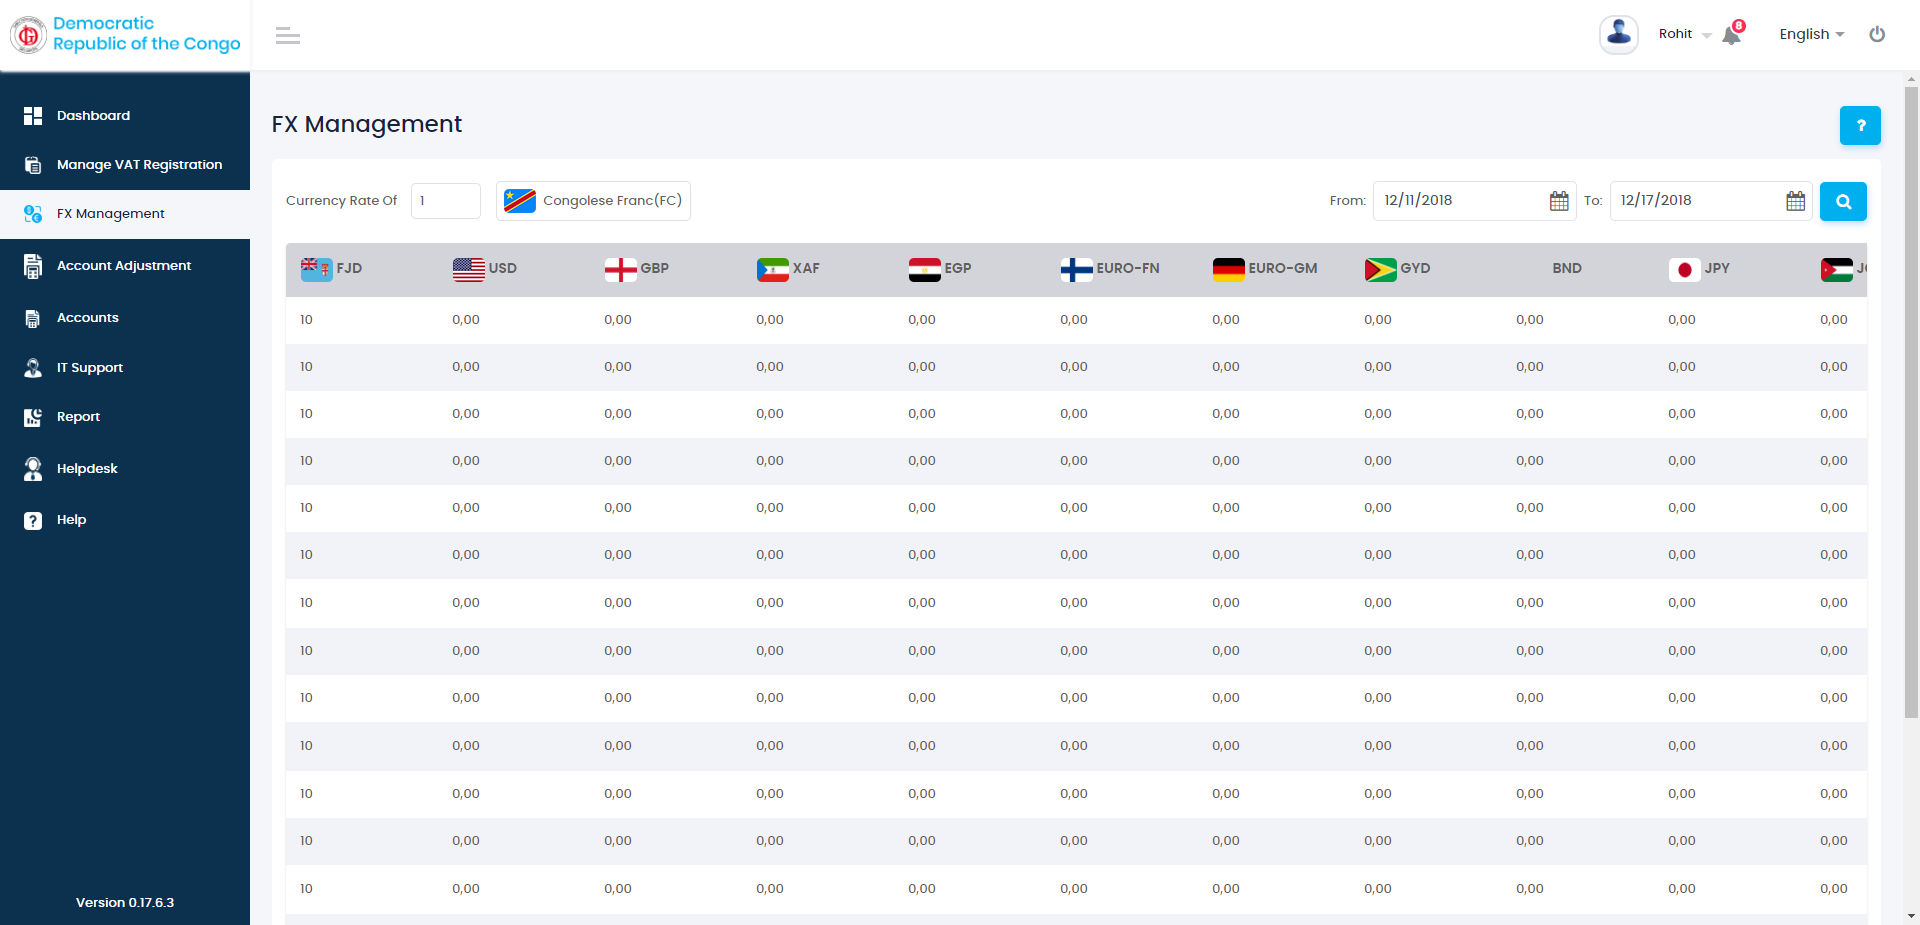 Democratic
Republic of the Congo
Rohit
8
English
Dashboard
Manage VAT Registration
FX Management
Account Adjustment
Accounts
IT Support
Report
Helpdesk
Help
Version 0.17.6.3
FX Management
?
Currency Rate Of 1 Congolese Franc(FC) From: 12/11/2018 To: 12/17/2018
FJD USD GBP XAF EGP EURO-FN EURO-GM GYD BND JPY
10 0,00 0,00 0,00 0,00 0,00 0,00 0,00 0,00 0,00 0,00
10 0,00 0,00 0,00 0,00 0,00 0,00 0,00 0,00 0,00 0,00
10 0,00 0,00 0,00 0,00 0,00 0,00 0,00 0,00 0,00 0,00
10 0,00 0,00 0,00 0,00 0,00 0,00 0,00 0,00 0,00 0,00
10 0,00 0,00 0,00 0,00 0,00 0,00 0,00 0,00 0,00 0,00
10 0,00 0,00 0,00 0,00 0,00 0,00 0,00 0,00 0,00 0,00
10 0,00 0,00 0,00 0,00 0,00 0,00 0,00 0,00 0,00 0,00
10 0,00 0,00 0,00 0,00 0,00 0,00 0,00 0,00 0,00 0,00
10 0,00 0,00 0,00 0,00 0,00 0,00 0,00 0,00 0,00 0,00
10 0,00 0,00 0,00 0,00 0,00 0,00 0,00 0,00 0,00 0,00
10 0,00 0,00 0,00 0,00 0,00 0,00 0,00 0,00 0,00 0,00
10 0,00 0,00 0,00 0,00 0,00 0,00 0,00 0,00 0,00 0,00
10 0,00 0,00 0,00 0,00 0,00 0,00 0,00 0,00 0,00 0,00